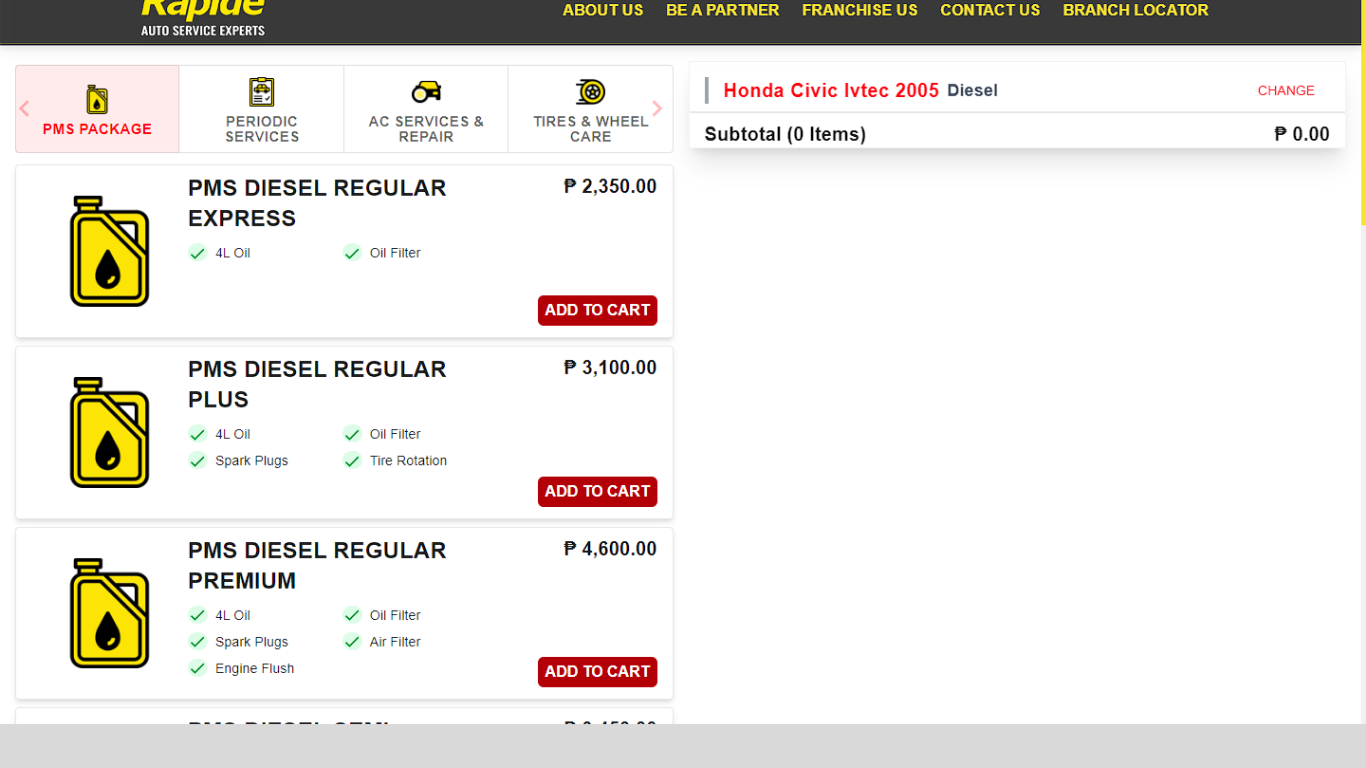 Rapide
AUTO SERVICE EXPERTS
ABOUT US BE A PARTNER FRANCHISE US CONTACT US BRANCH LOCATOR
PMS PACKAGE
PERIODIC
SERVICES
AC SERVICES &
REPAIR
TIRES & WHEEL
CARE
PMS DIESEL REGULAR
EXPRESS
₱ 2,350.00
4L Oil
Oil Filter
ADD TO CART
PMS DIESEL REGULAR
PLUS
₱ 3,100.00
4L Oil
Oil Filter
Spark Plugs
Tire Rotation
ADD TO CART
PMS DIESEL REGULAR
PREMIUM
₱ 4,600.00
4L Oil
Oil Filter
Spark Plugs
Air Filter
Engine Flush
ADD TO CART
PMS DIESEL SEMI
Honda Civic Ivtec 2005 Diesel
CHANGE
Subtotal (0 Items)
₱ 0.00